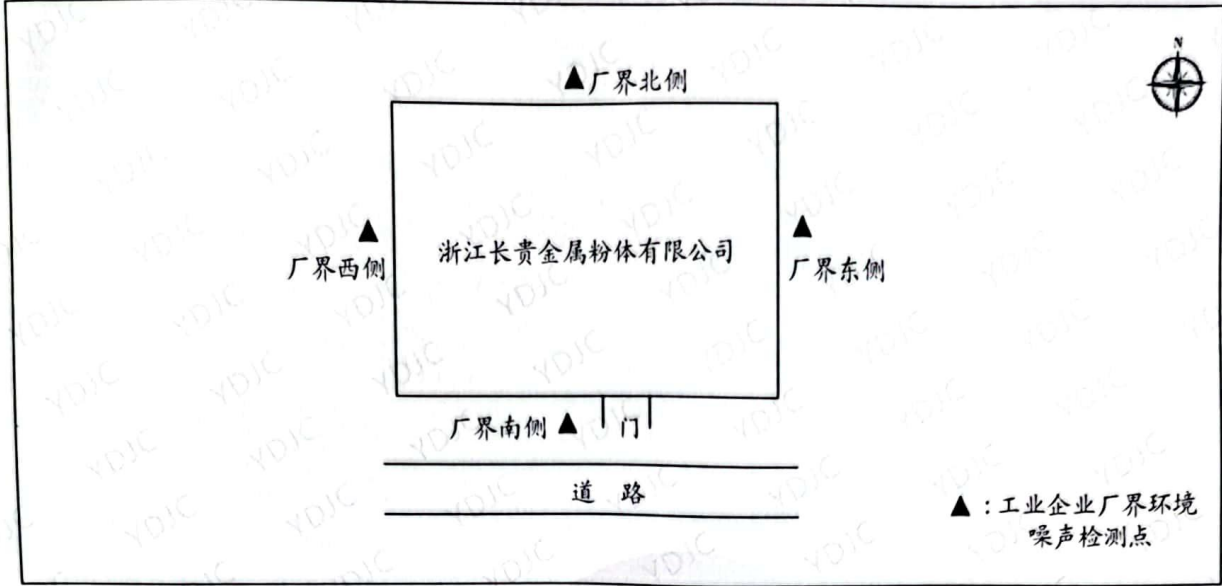 N
▲厂界北侧
▲
厂界西侧
浙江长贵金属粉体有限公司
▲
厂界东侧
厂界南侧▲
门
道 路
▲：工业企业厂界环境
噪声检测点
YDJC